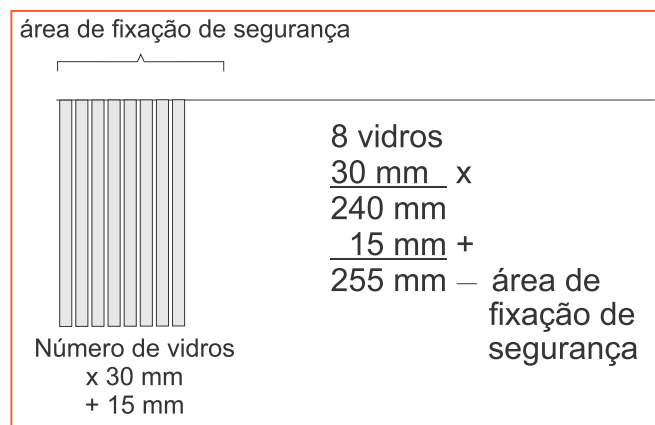 área de fixação de segurança
8 vidros
30 mm x
240 mm
15 mm +
255 mm — área de
fixação de
segurança
Número de vidros
x 30 mm
+ 15 mm